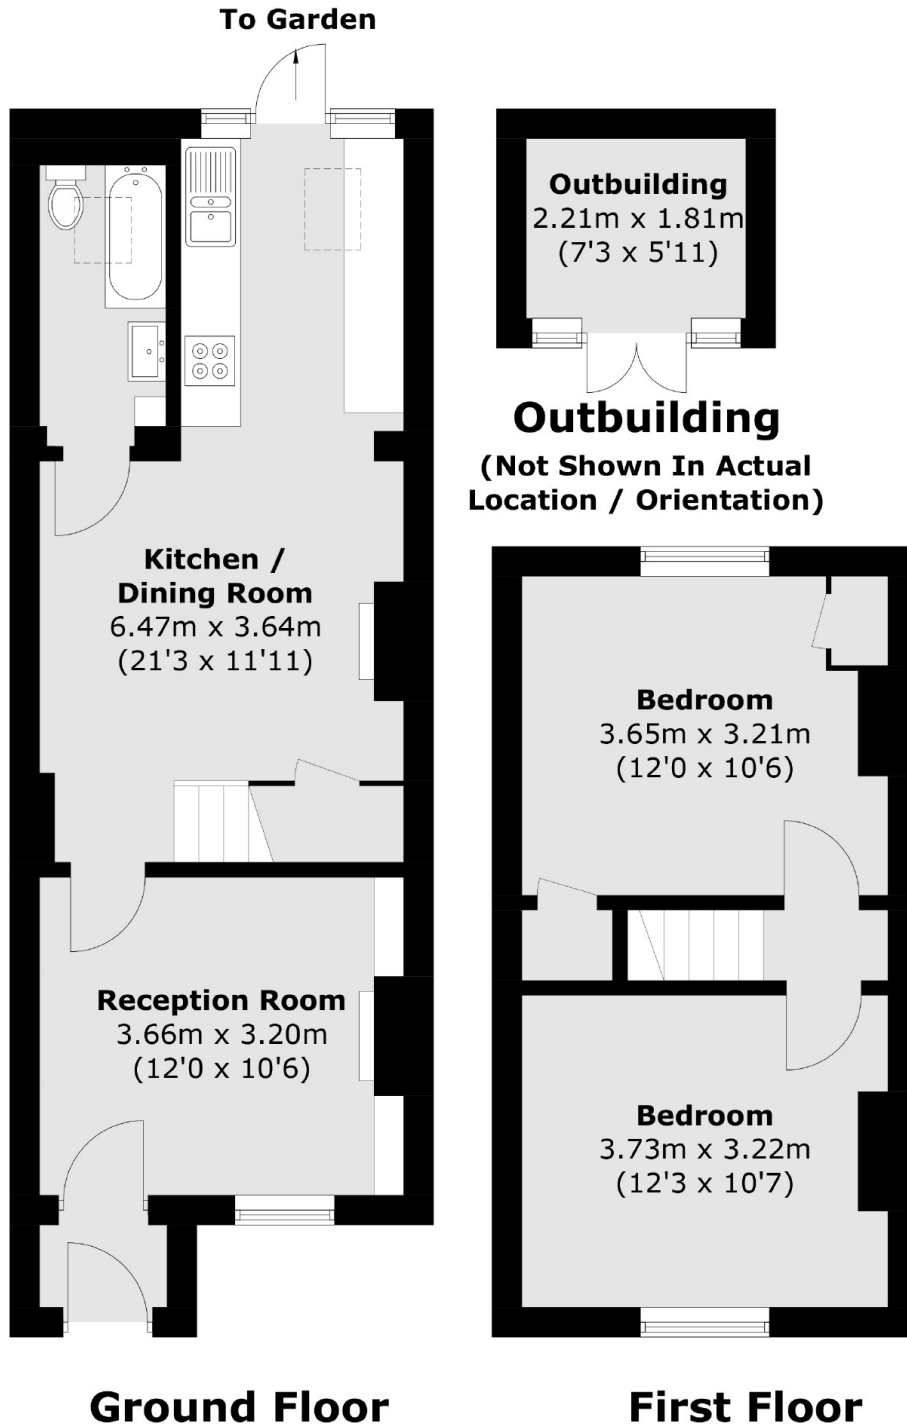 To Garden
Outbuilding
2.21m x 1.81m
(7'3 x 5'11)
Outbuilding
(Not Shown In Actual
Location / Orientation)
Kitchen /
Dining Room
6.47m x 3.64m
(21'3 x 11'11)
Bedroom
3.65m x 3.21m
(12'0 x 10'6)
Reception Room
3.66m x 3.20m
(12'0 x 10'6)
Bedroom
3.73m x 3.22m
(12'3 x 10'7)
Ground Floor
First Floor